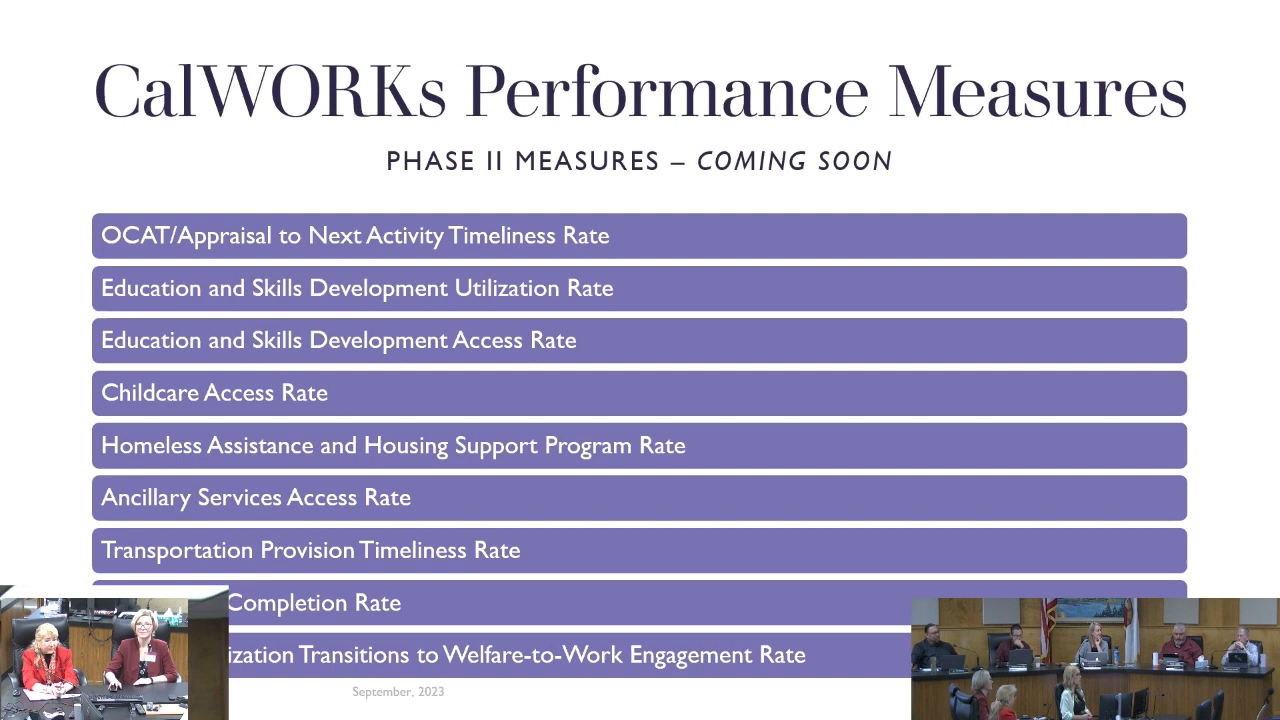 CalWORKs Performance Measures
PHASE II MEASURES – COMING SOON
OCAT/Appraisal to Next Activity Timeliness Rate
Education and Skills Development Utilization Rate
Education and Skills Development Access Rate
Childcare Access Rate
Homeless Assistance and Housing Support Program Rate
Ancillary Services Access Rate
Transportation Provision Timeliness Rate
Completion Rate
ization Transitions to Welfare-to-Work Engagement Rate
September, 2023